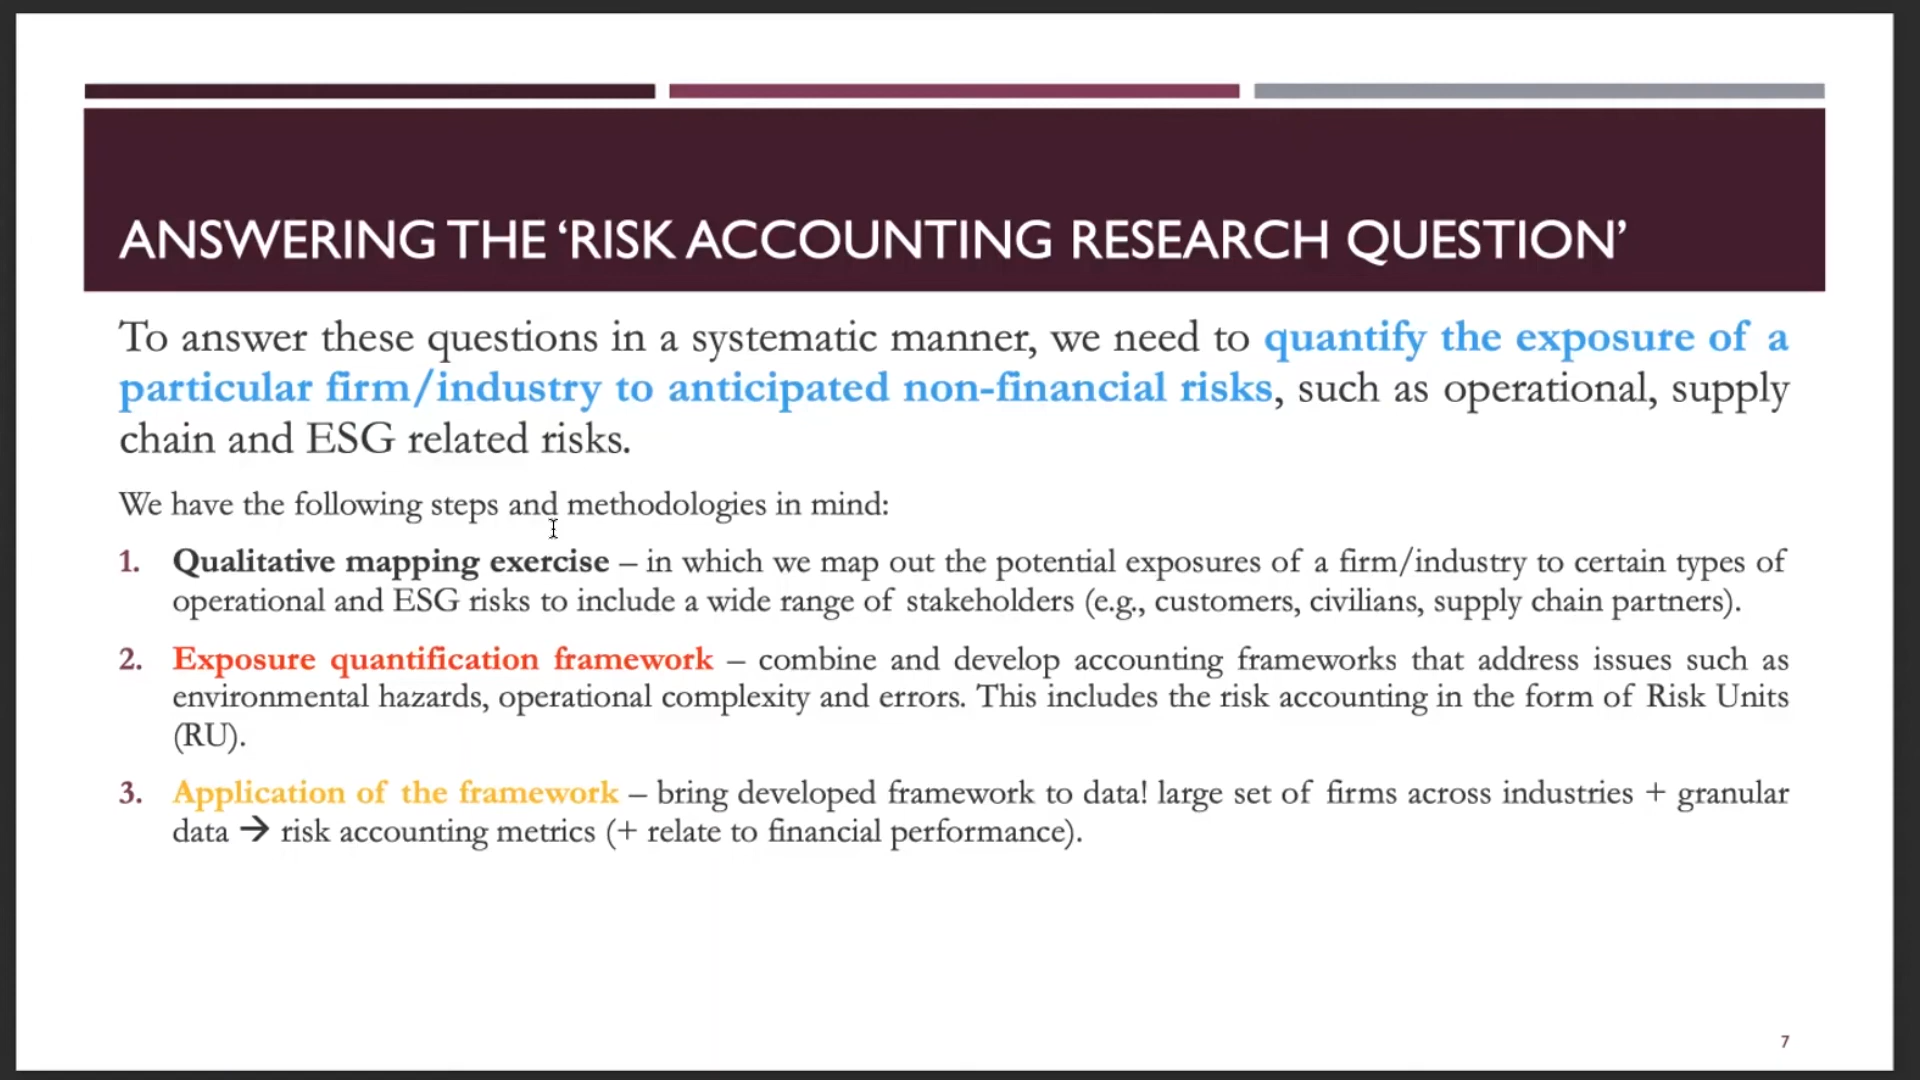 ANSWERING THE ‘RISK ACCOUNTING RESEARCH QUESTION’
To answer these questions in a systematic manner, we need to quantify the exposure of a
particular firm/industry to anticipated non-financial risks, such as operational, supply
chain and ESG related risks.
We have the following steps and methodologies in mind:
1. Qualitative mapping exercise – in which we map out the potential exposures of a firm/industry to certain types of
operational and ESG risks to include a wide range of stakeholders (e.g., customers, civilians, supply chain partners).
2. Exposure quantification framework – combine and develop accounting frameworks that address issues such as
environmental hazards, operational complexity and errors. This includes the risk accounting in the form of Risk Units
(RU).
3. Application of the framework – bring developed framework to data! large set of firms across industries + granular
data → risk accounting metrics (+ relate to financial performance).
7